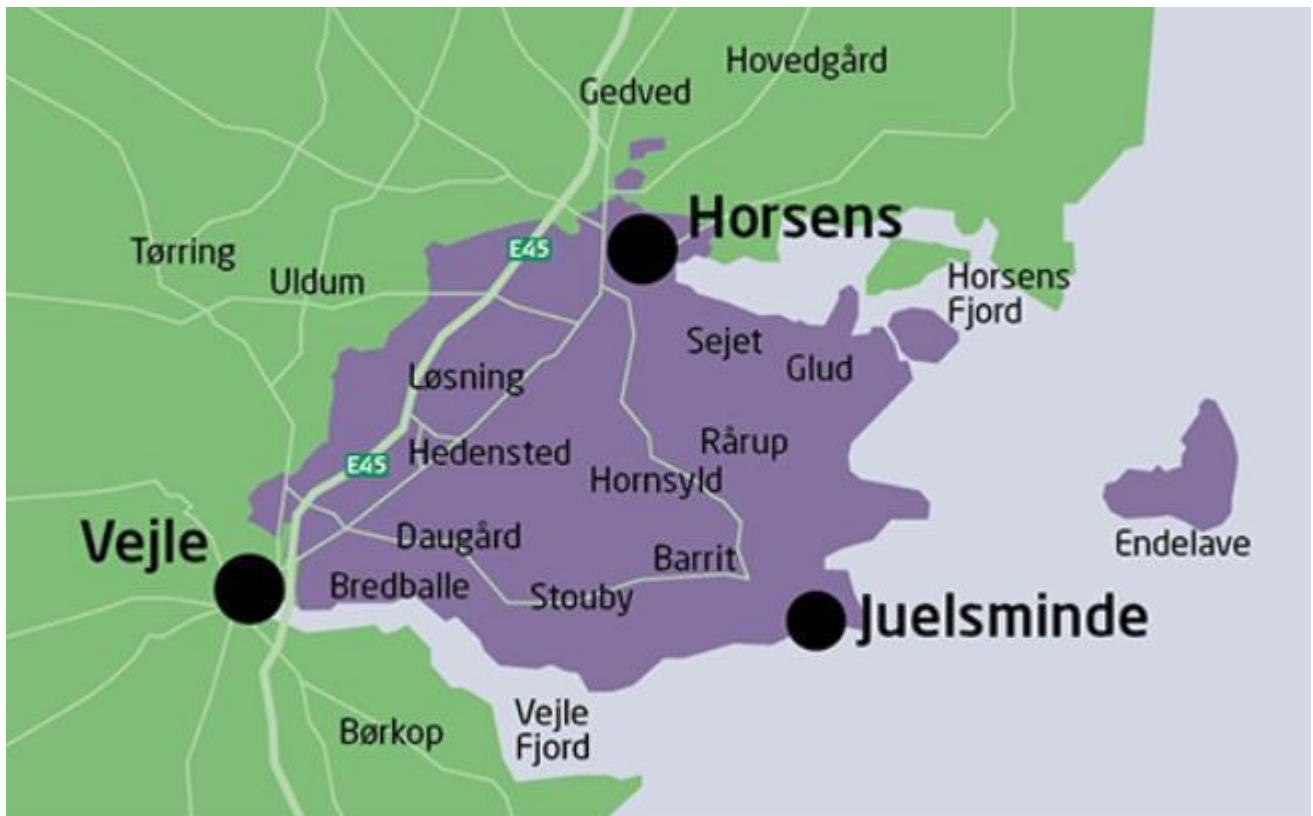 Hovedgård
Gedved
Horsens
Tørring
E45
Uldum
Horsens
Fjord
Sejet
Glud
Løsning
Rårup
Hedensted
E45
Hornsyld
Vejle
Daugård
Barrit
Endelave
Bredballe
Stouby
Juelsminde
Vejle
Fjord
Børkop